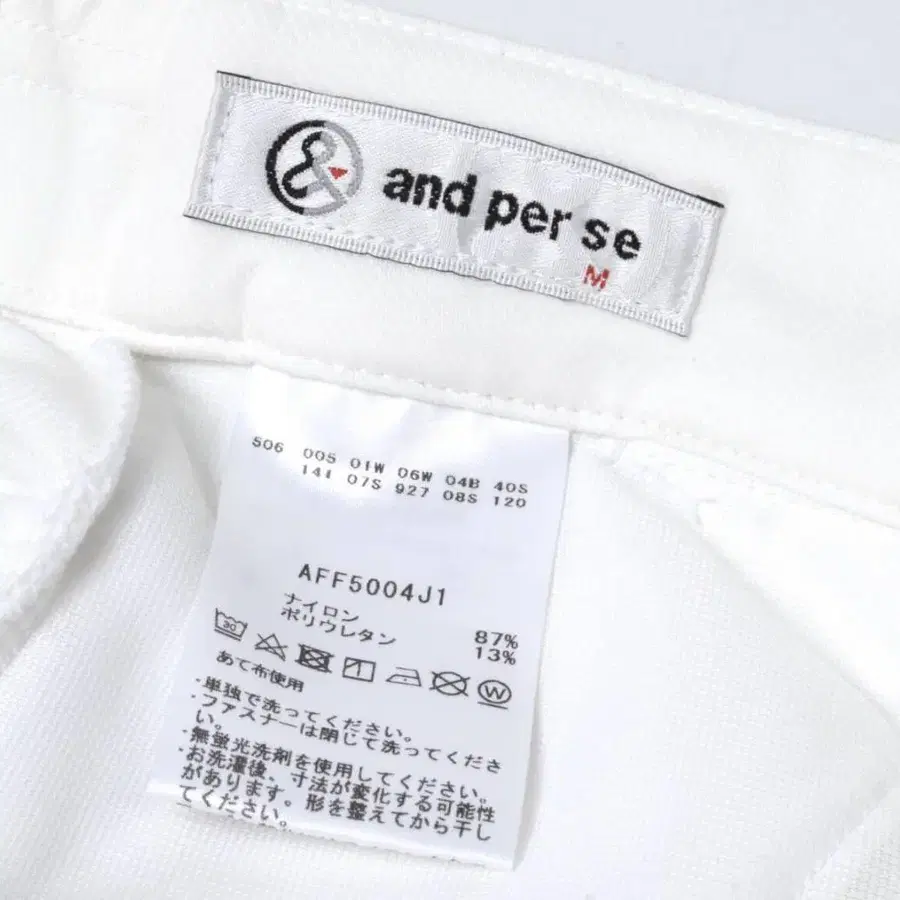 & and per se
M
S06 00S 01W 06W 04B 40S
141 07S 927 08S 120
AFF5004J1
ナイロン 87%
ポリウレタン 13%
30
W
あて布使用
・単独で洗ってください。
・ファスナーは閉じて洗ってくださ
い。
・無蛍光洗剤を使用してください。
・お洗濯後、寸法が変化する可能性
があります。形を整えてから干し
てください。